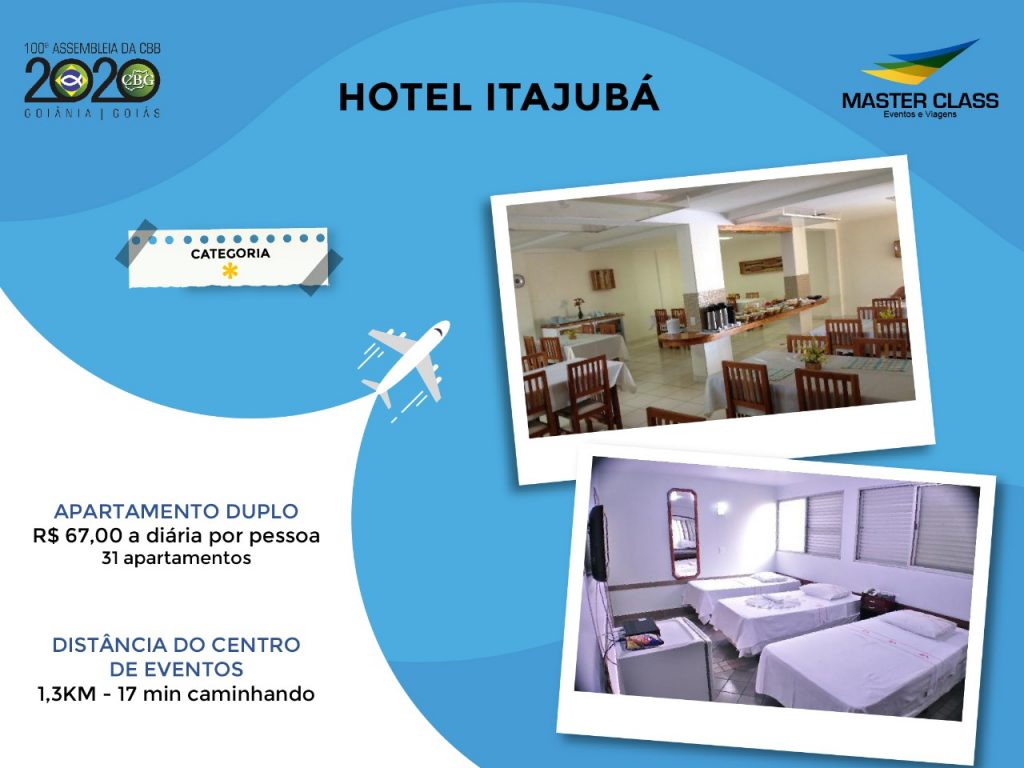 100ª ASSEMBLEIA DA CBB
2020
CBG
GOIÂNIA | GOIÁS
HOTEL ITAJUBÁ
MASTER CLASS
Eventos e Viagens
CATEGORIA
*
APARTAMENTO DUPLO
R$ 67,00 a diária por pessoa
31 apartamentos
DISTÂNCIA DO CENTRO
DE EVENTOS
1,3KM - 17 min caminhando